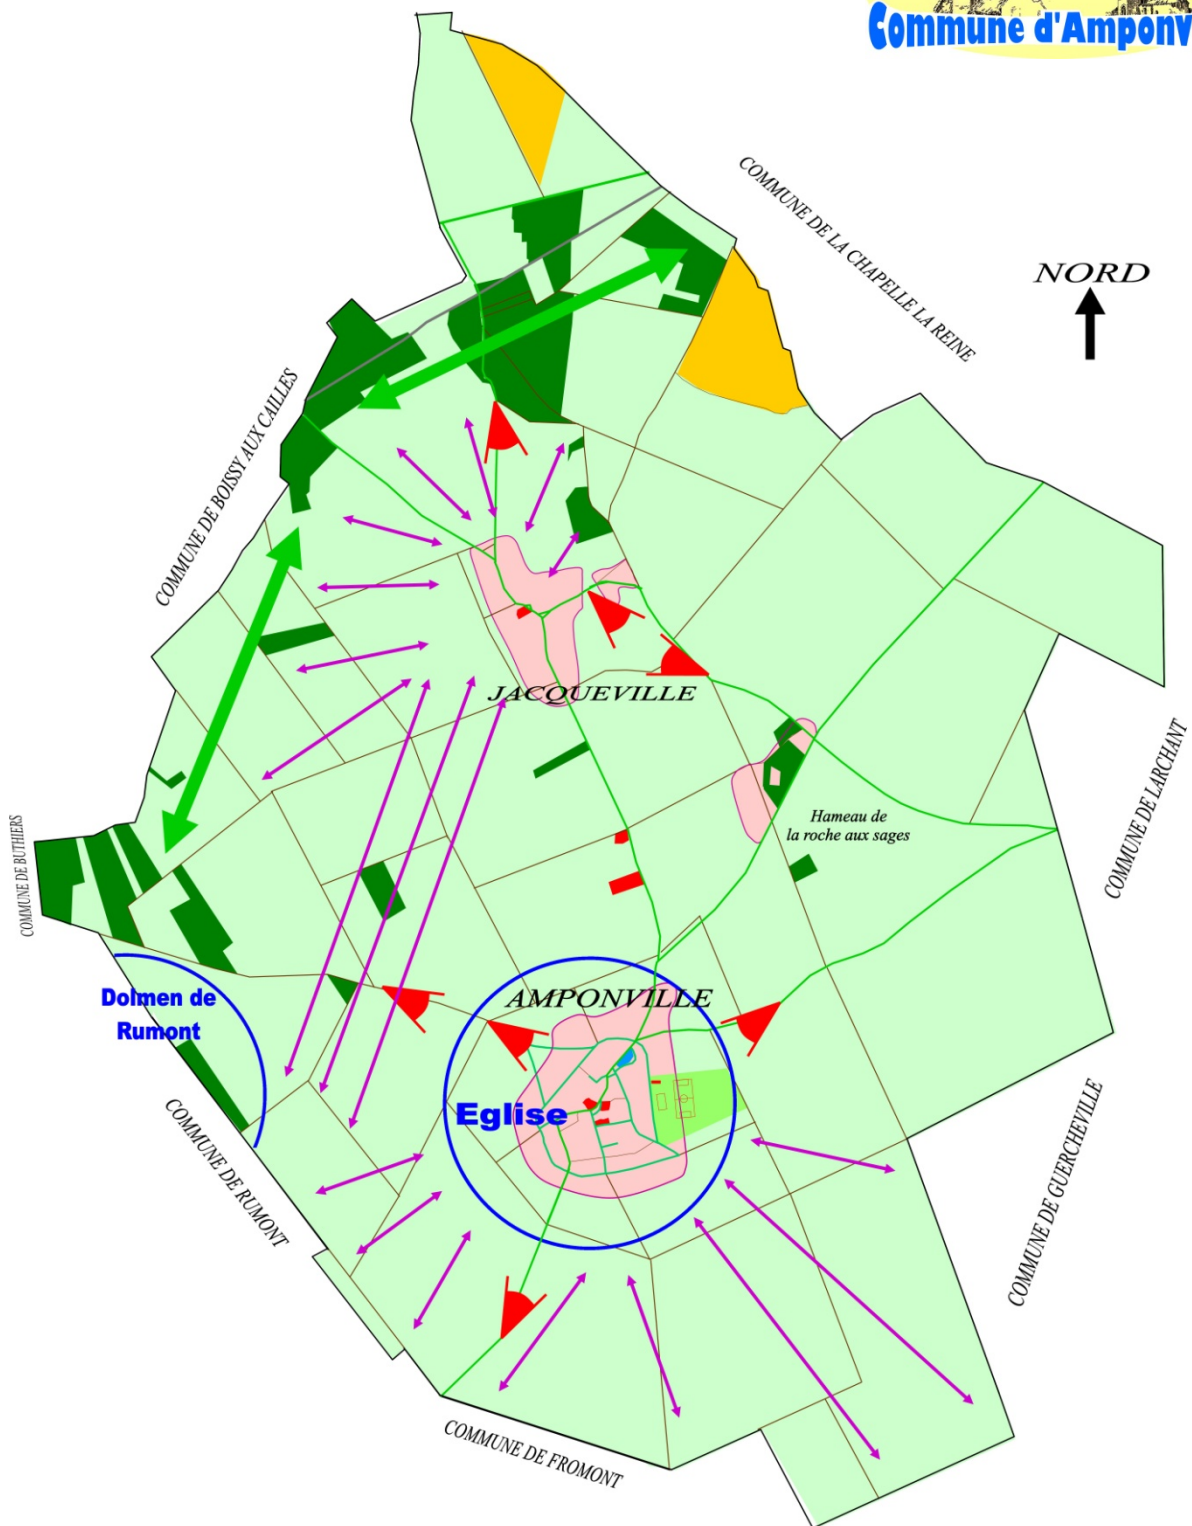 Commune d'Amponv
COMMUNE DE LA CHAPELLE LA REINE
NORD
COMMUNE DE BOISSY AUX CAILLES
JACQUEVILLE
Hameau de
la roche aux sages
COMMUNE DE LARCHANT
COMMUNE DE BUTHIERS
Dolmen de
Rumont
AMPONVILLE
Eglise
COMMUNE DE RUMONT
COMMUNE DE GUERCHEVILLE
COMMUNE DE FROMONT